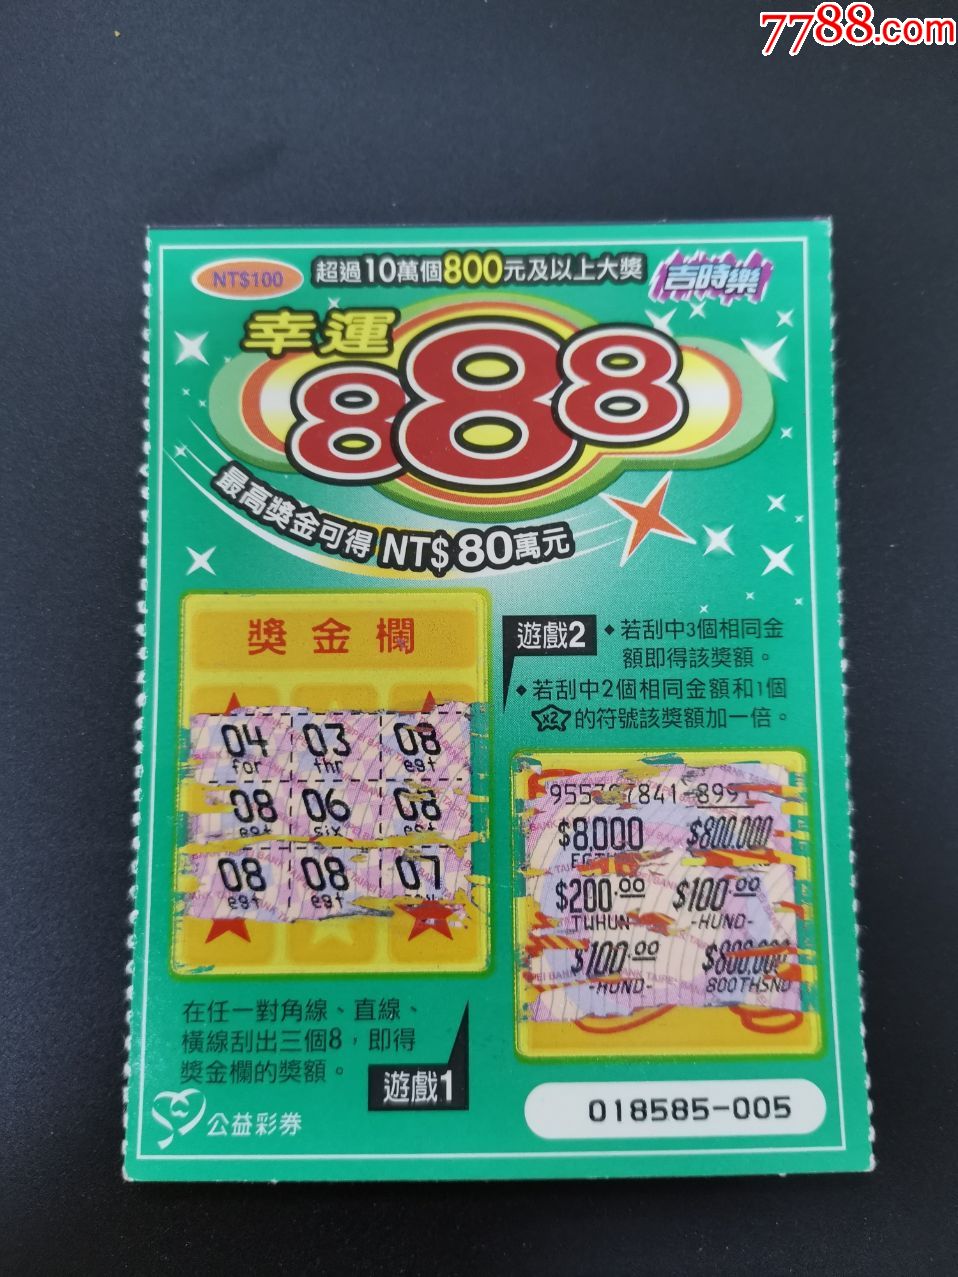 7788.com
NT$100
超過10萬個800元及以上大獎
吉時樂
幸運
888
最高獎金可得 NT$80萬元
獎金欄
04 03 08
for thr egt
08 06 08
egt six egt
08 08 07
egt egt
遊戲2
◆若刮中3個相同金
額即得該獎額。
◆若刮中2個相同金額和1個
x2的符號該獎額加一倍。
$8000 $800.000
$200.00 $100.00
TWHUN -HUND-
$100.00 $800.000
-HUND- 800THSND
在任一對角線、直線、
橫線刮出三個8，即得
獎金欄的獎額。
遊戲1
公益彩券
018585-005